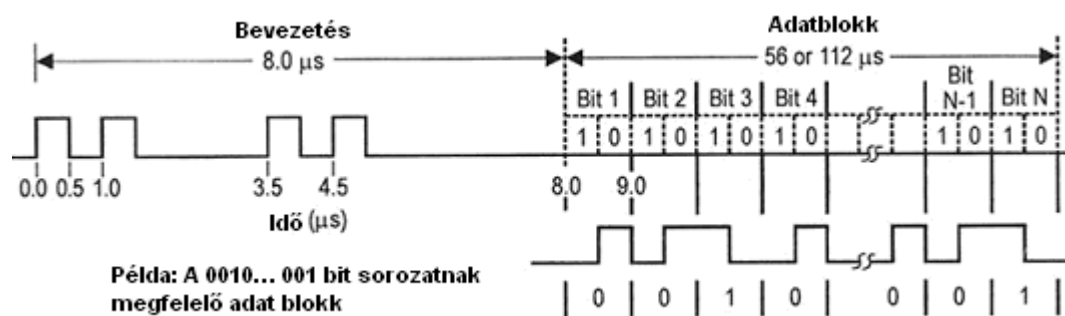 Bevezetés
Adatblokk
8.0 µs
56 or 112 µs
Bit 1 Bit 2 Bit 3 Bit 4 Bit N-1 Bit N
1 0 1 0 1 0 1 0 1 0 1 0
0.0 0.5 1.0 3.5 4.5 8.0 9.0
Idő (µs)
Példa: A 0010... 001 bit sorozatnak
megfelelő adat blokk
0 0 1 0 0 0 1